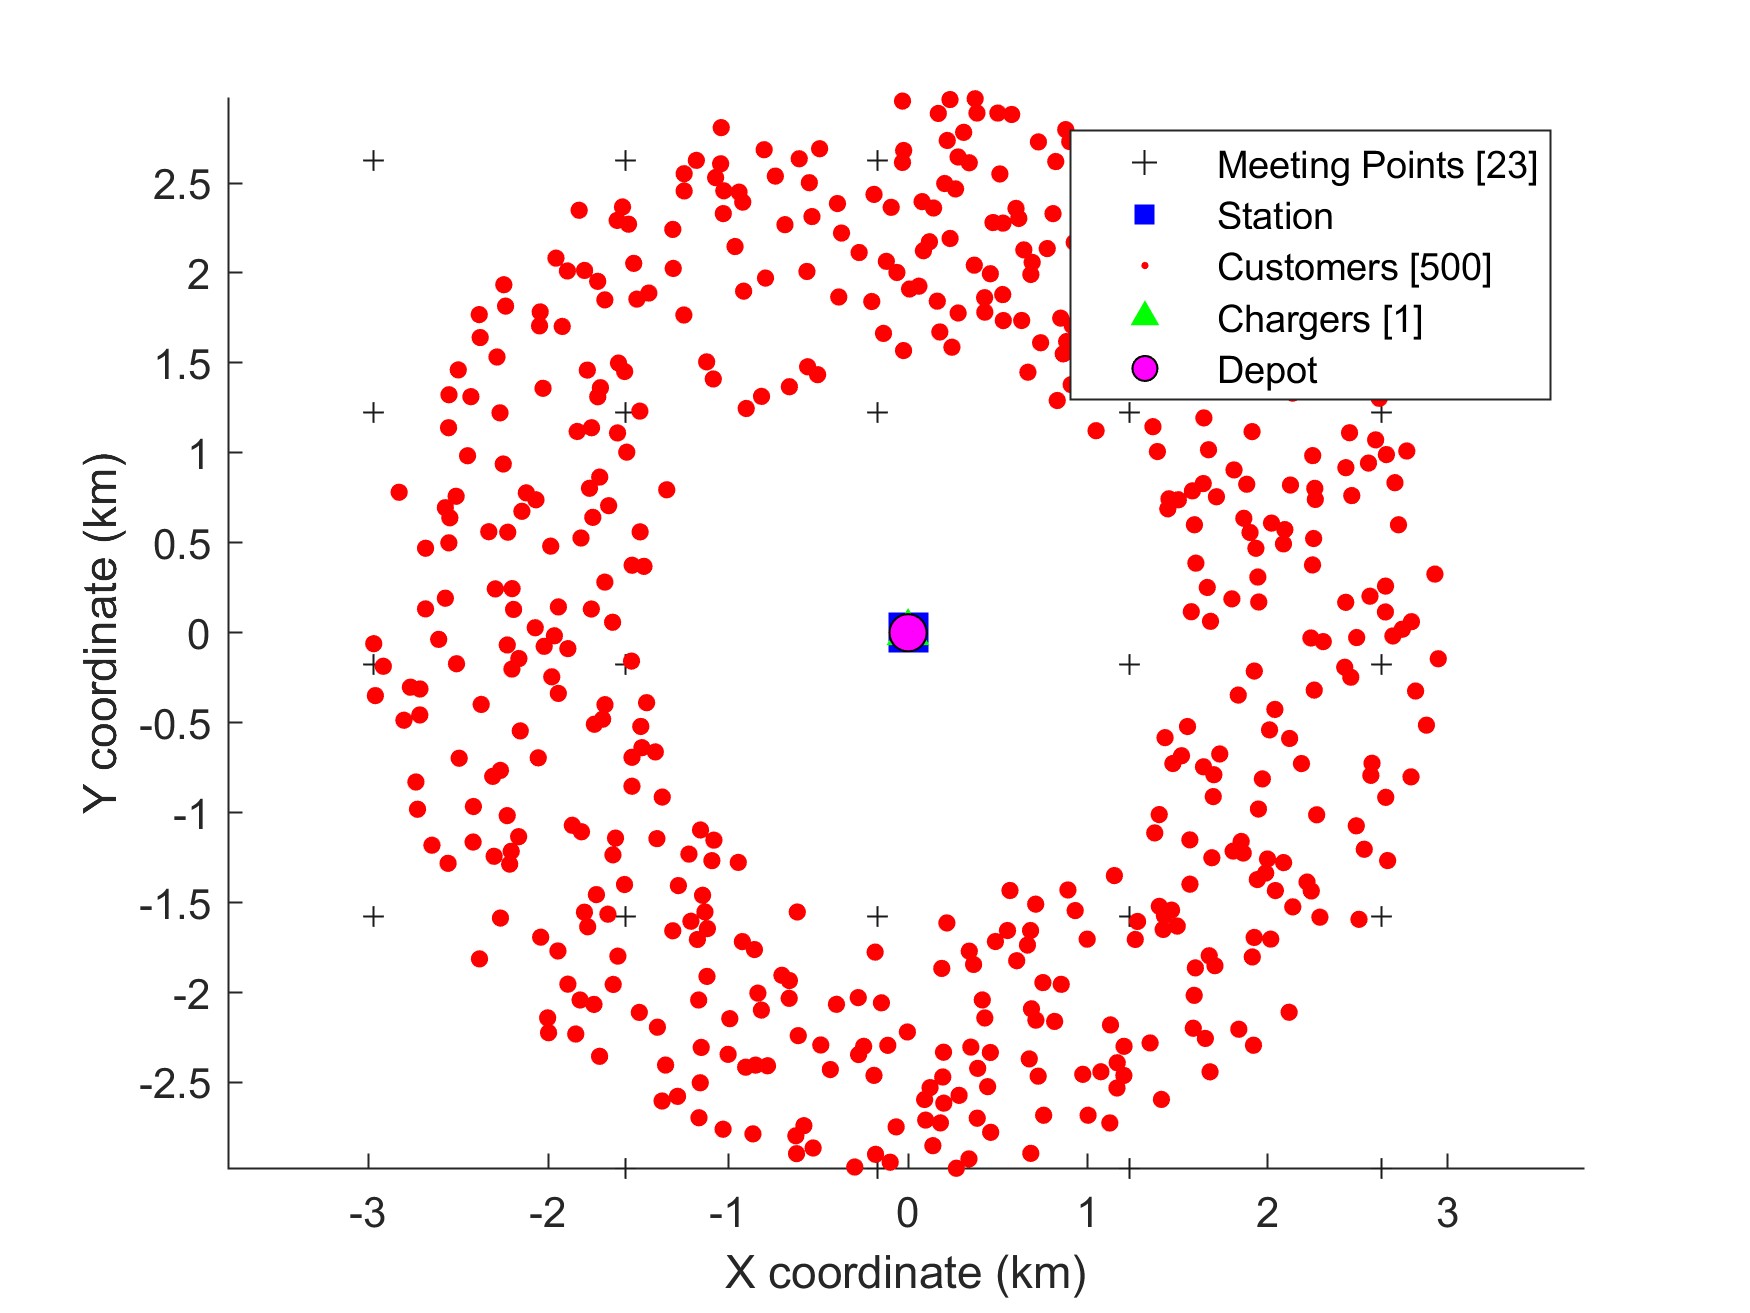 Meeting Points [23]
Station
Customers [500]
Chargers [1]
Depot
2.5
2
1.5
1
0.5
0
-0.5
-1
-1.5
-2
-2.5
Y coordinate (km)
-3 -2 -1 0 1 2 3
X coordinate (km)